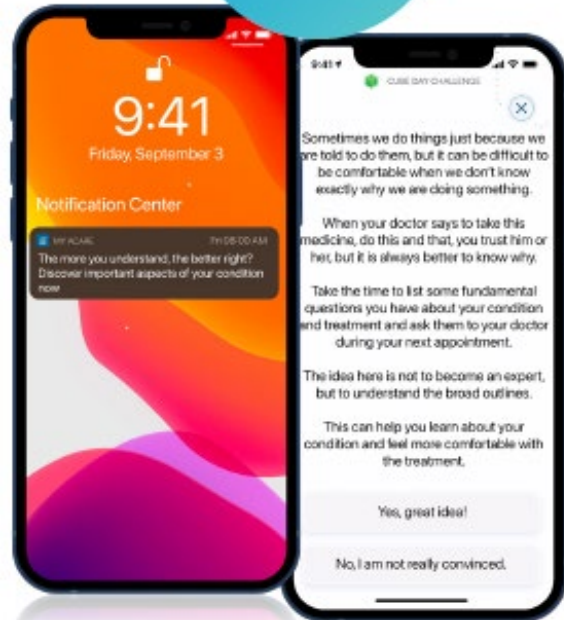 9:41
Friday, September 3
Notification Center
MY ACARE Fri 08:00 AM
The more you understand, the better right?
Discover important aspects of your condition
now
9:41
CUBE DAY CHALLENGE
Sometimes we do things just because we
are told to do them, but it can be difficult to
be comfortable when we don't know
exactly why we are doing something.
When your doctor says to take this
medicine, do this and that, you trust him or
her, but it is always better to know why.
Take the time to list some fundamental
questions you have about your condition
and treatment and ask them to your doctor
during your next appointment.
The idea here is not to become an expert,
but to understand the broad outlines.
This can help you learn about your
condition and feel more comfortable with
the treatment.
Yes, great idea!
No, I am not really convinced.